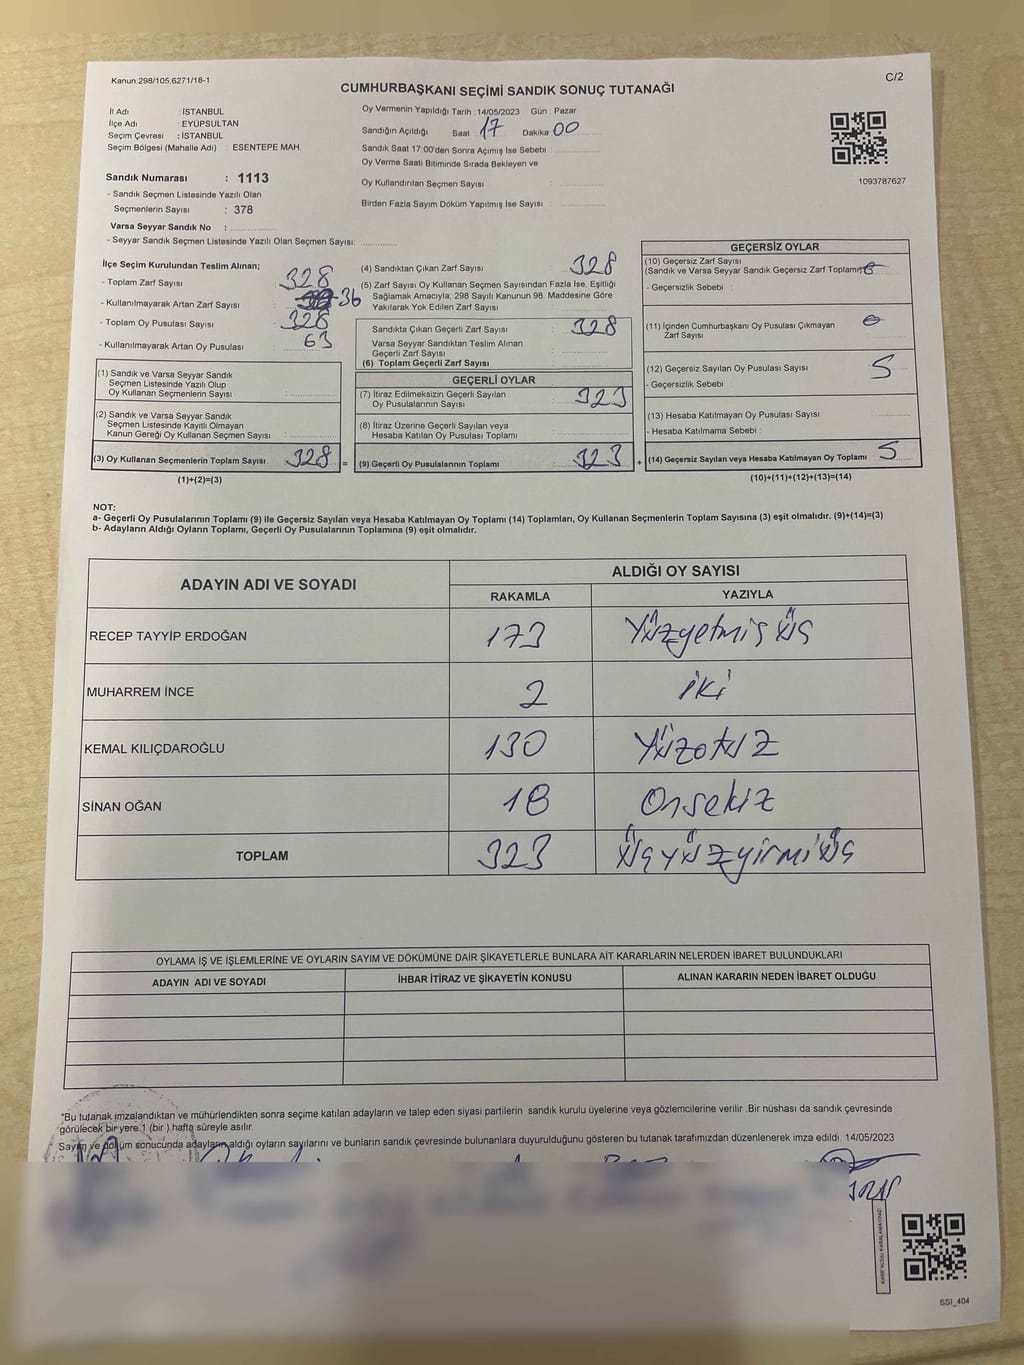 Kanun:298/105;6271/18-1
C/2
CUMHURBAŞKANI SEÇİMİ SANDIK SONUÇ TUTANAĞI
İl Adı : İSTANBUL
İlçe Adı : EYÜPSULTAN
Seçim Çevresi : İSTANBUL
Seçim Bölgesi (Mahalle Adı) : ESENTEPE MAH.
Oy Vermenin Yapıldığı Tarih : 14/05/2023 Gün : Pazar
Sandığın Açıldığı Saat 17 Dakika 00
Sandık Saat 17:00'den Sonra Açımış İse Sebebi :
Oy Verme Saati Bitiminde Sırada Bekleyen ve
Oy Kullandırılan Seçmen Sayısı :
Birden Fazla Sayım Döküm Yapılmış İse Sayısı :
1093787627
Sandık Numarası : 1113
- Sandık Seçmen Listesinde Yazılı Olan
Seçmenlerin Sayısı : 378
Varsa Seyyar Sandık No :
- Seyyar Sandık Seçmen Listesinde Yazılı Olan Seçmen Sayısı:
İlçe Seçim Kurulundan Teslim Alınan;
- Toplam Zarf Sayısı : 328
- Kullanılmayarak Artan Zarf Sayısı : 36
- Toplam Oy Pusulası Sayısı : 328
- Kullanılmayarak Artan Oy Pusulası : 63
(1) Sandık ve Varsa Seyyar Sandık
Seçmen Listesinde Yazılı Olup
Oy Kullanan Seçmenlerin Sayısı :
(2) Sandık ve Varsa Seyyar Sandık
Seçmen Listesinde Kayıtlı Olmayan
Kanun Gereği Oy Kullanan Seçmen Sayısı :
(3) Oy Kullanan Seçmenlerin Toplam Sayısı : 328
(1)+(2)=(3)
(4) Sandıktan Çıkan Zarf Sayısı : 328
(5) Zarf Sayısı Oy Kullanan Seçmen Sayısından Fazla İse, Eşitliği
Sağlamak Amacıyla; 298 Sayılı Kanunun 98. Maddesine Göre
Yakılarak Yok Edilen Zarf Sayısı :
Sandıkta Çıkan Geçerli Zarf Sayısı : 328
Varsa Seyyar Sandıktan Teslim Alınan
Geçerli Zarf Sayısı :
(6) Toplam Geçerli Zarf Sayısı :
GEÇERLİ OYLAR
(7) İtiraz Edilmeksizin Geçerli Sayılan
Oy Pusulalarının Sayısı : 323
(8) İtiraz Üzerine Geçerli Sayılan veya
Hesaba Katılan Oy Pusulası Toplamı :
= (9) Geçerli Oy Pusulalarının Toplamı : 323
GEÇERSİZ OYLAR
(10) Geçersiz Zarf Sayısı
(Sandık ve Varsa Seyyar Sandık Geçersiz Zarf Toplamı)
- Geçersizlik Sebebi :
(11) İçinden Cumhurbaşkanı Oy Pusulası Çıkmayan : 0
Zarf Sayısı
(12) Geçersiz Sayılan Oy Pusulası Sayısı : 5
- Geçersizlik Sebebi :
(13) Hesaba Katılmayan Oy Pusulası Sayısı :
- Hesaba Katılmama Sebebi :
+ (14) Geçersiz Sayılan veya Hesaba Katılmayan Oy Toplamı : 5
(10)+(11)+(12)+(13)=(14)
NOT:
a- Geçerli Oy Pusulalarının Toplamı (9) ile Geçersiz Sayılan veya Hesaba Katılmayan Oy Toplamı (14) Toplamları, Oy Kullanan Seçmenlerin Toplam Sayısına (3) eşit olmalıdır. (9)+(14)=(3)
b- Adayların Aldığı Oyların Toplamı, Geçerli Oy Pusulalarının Toplamına (9) eşit olmalıdır.
ADAYIN ADI VE SOYADI
ALDIĞI OY SAYISI
RAKAMLA YAZIYLA
RECEP TAYYİP ERDOĞAN 173 Yüzyetmiş üç
MUHARREM İNCE 2 iki
KEMAL KILIÇDAROĞLU 130 Yüzotuz
SİNAN OĞAN 18 Onsekiz
TOPLAM 323 üçyüzyirmiüç
OYLAMA İŞ VE İŞLEMLERİNE VE OYLARIN SAYIM VE DÖKÜMÜNE DAİR ŞİKAYETLERLE BUNLARA AİT KARARLARIN NELERDEN İBARET BULUNDUKLARI
ADAYIN ADI VE SOYADI İHBAR İTİRAZ VE ŞİKAYETİN KONUSU ALINAN KARARIN NEDEN İBARET OLDUĞU
*Bu tutanak imzalandıktan ve mühürlendikten sonra seçime katılan adayların ve talep eden siyasi partilerin sandık kurulu üyelerine veya gözlemcilerine verilir .Bir nüshası da sandık çevresinde
görülecek bir yere 1 (bir ) hafta süreyle asılır.
Sayım ve döküm sonucunda adayların aldığı oyların sayılarını ve bunların sandık çevresinde bulunanlara duyurulduğunu gösteren bu tutanak tarafımızdan düzenlenerek imza edildi. 14/05/2023
SSI_404